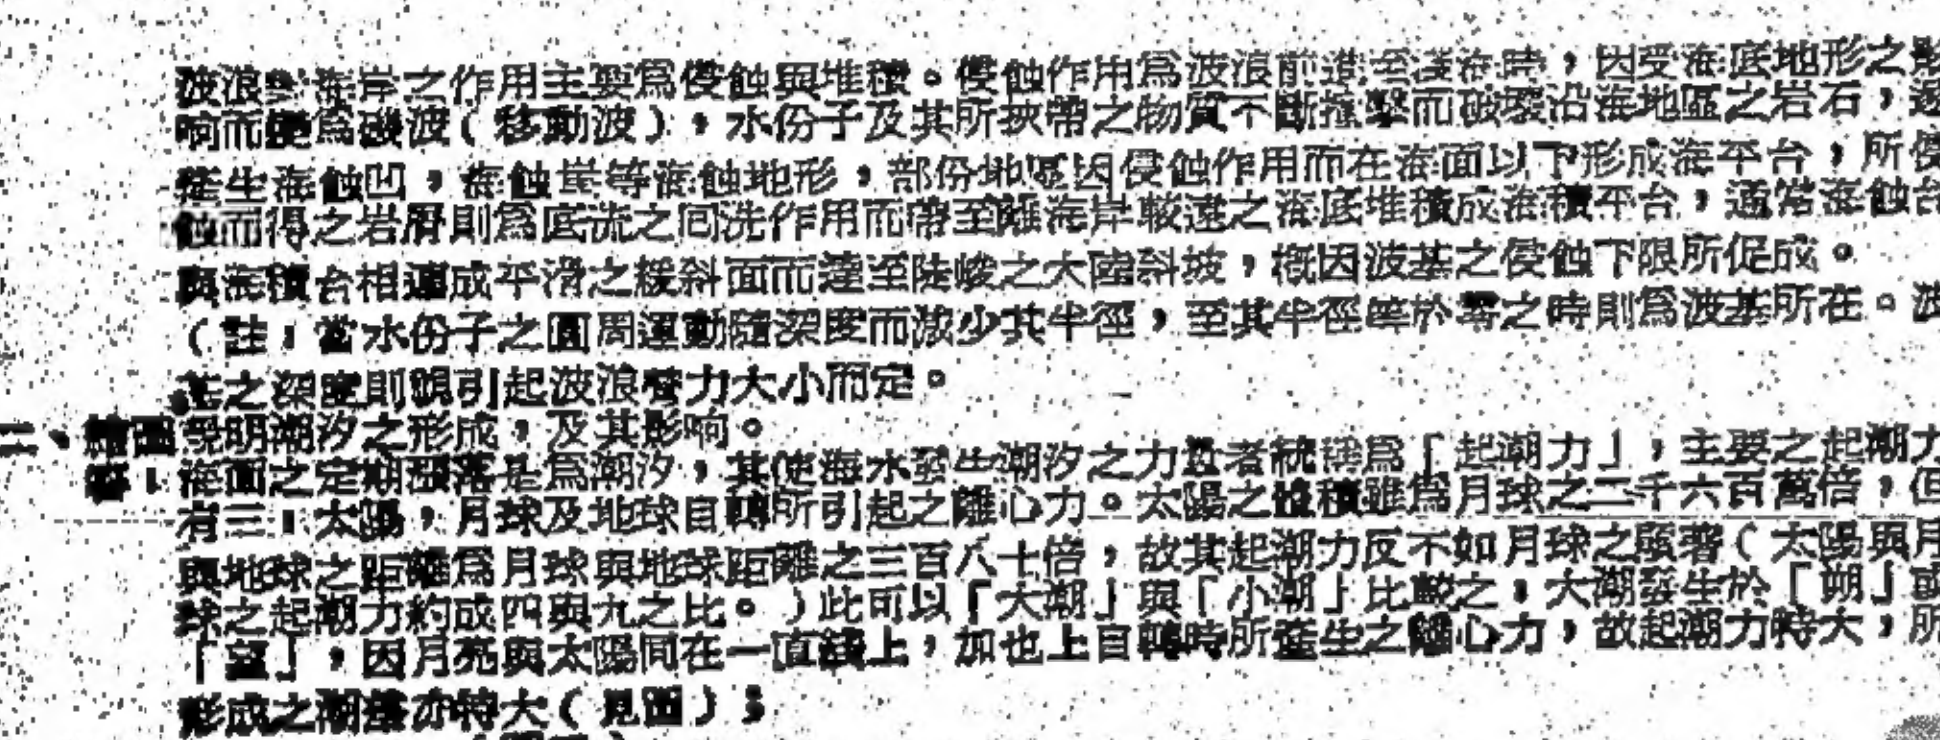 波浪對海岸之作用主要爲侵蝕與堆積。侵蝕作用爲波浪前進至淺海時，因受海底地形之影
响而變爲碎波（移動波），水份子及其所挾帶之物質不斷撞擊而破壞沿海地區之岩石，遂
產生海蝕凹，海蝕崖等海蝕地形，部份地區因侵蝕作用而在海面以下形成海平台，所侵
蝕而得之岩屑則爲底流之回洗作用而帶至離海岸較遠之海底堆積成海積平台，通常海蝕台
與海積台相連成平滑之緩斜面而達至陡峻之大陸斜坡，概因波基之侵蝕下限所促成。
（註：當水份子之圓周運動隨深度而減少其半徑，至其半徑等於零之時則爲波基所在。波
基之深度則視引起波浪營力大小而定。
二、繪圖說明潮汐之形成，及其影响。
答：海面之定期漲落是爲潮汐，其使海水發生潮汐之力量者統稱爲「起潮力」，主要之起潮力
有三：太陽，月球及地球自轉所引起之離心力。太陽之體積雖爲月球之二千六百萬倍，但
與地球之距離爲月球與地球距離之三百八十倍，故其起潮力反不如月球之顯著（太陽與月
球之起潮力約成四與九之比。）此可以「大潮」與「小潮」比較之，大潮發生於「朔」或
「望」，因月亮與太陽同在一直綫上，加也上自轉時所產生之離心力，故起潮力特大，所
形成之潮差亦特大（見圖）；